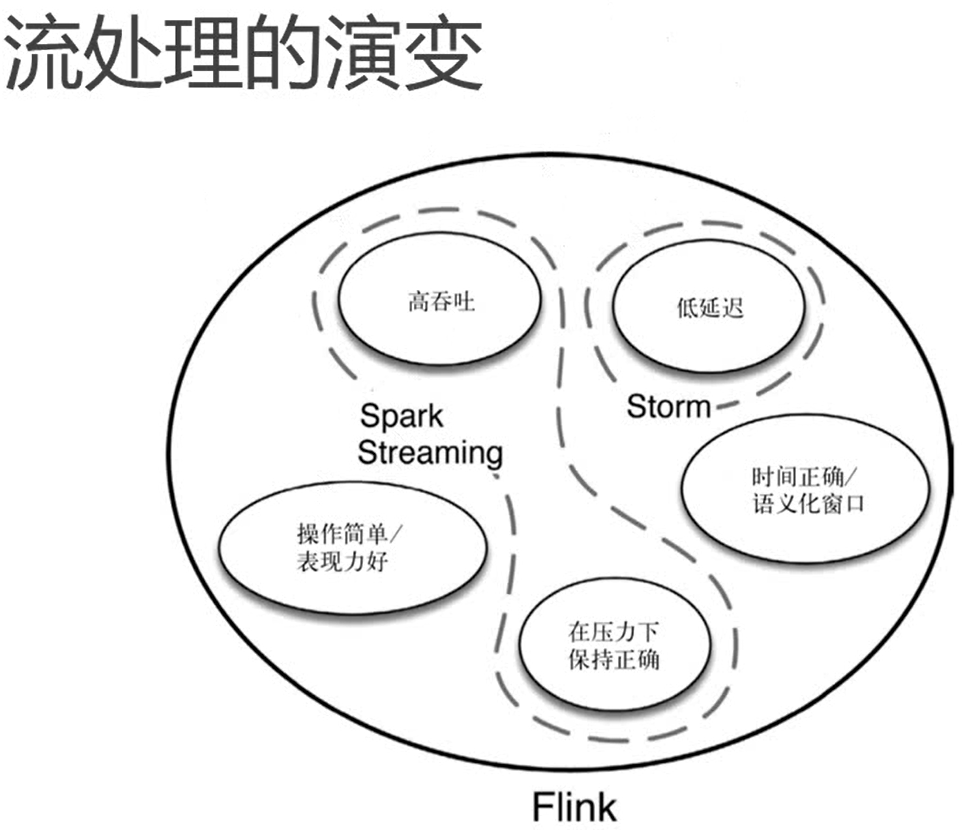 流处理的演变
高吞吐
低延迟
Spark
Streaming
Storm
时间正确/
语义化窗口
操作简单/
表现力好
在压力下
保持正确
Flink